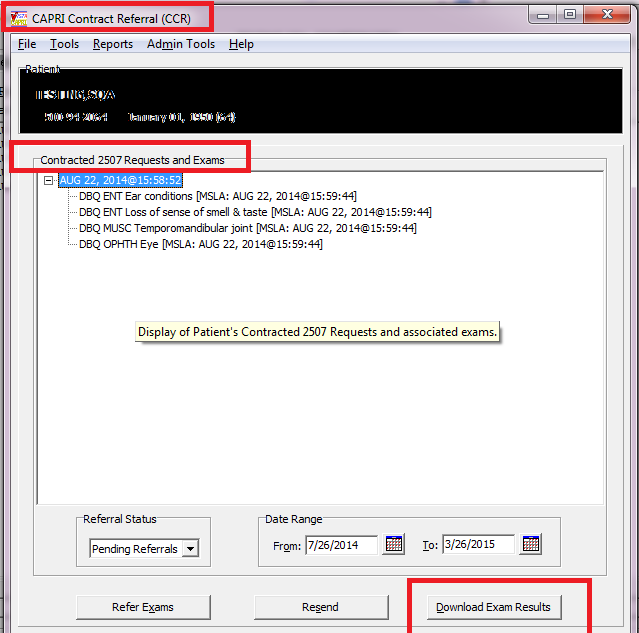 CAPRI Contract Referral (CCR)
File Tools Reports Admin Tools Help
Patient
TESTING,SQA
January 01, 1950 (64)
Contracted 2507 Requests and Exams
AUG 22, 2014@15:58:52
DBQ ENT Ear conditions [MSLA: AUG 22, 2014@15:59:44]
DBQ ENT Loss of sense of smell & taste [MSLA: AUG 22, 2014@15:59:44]
DBQ MUSC Temporomandibular joint [MSLA: AUG 22, 2014@15:59:44]
DBQ OPHTH Eye [MSLA: AUG 22, 2014@15:59:44]
Display of Patient's Contracted 2507 Requests and associated exams.
Referral Status
Pending Referrals
Date Range
From: 7/26/2014
To: 3/26/2015
Refer Exams
Resend
Download Exam Results